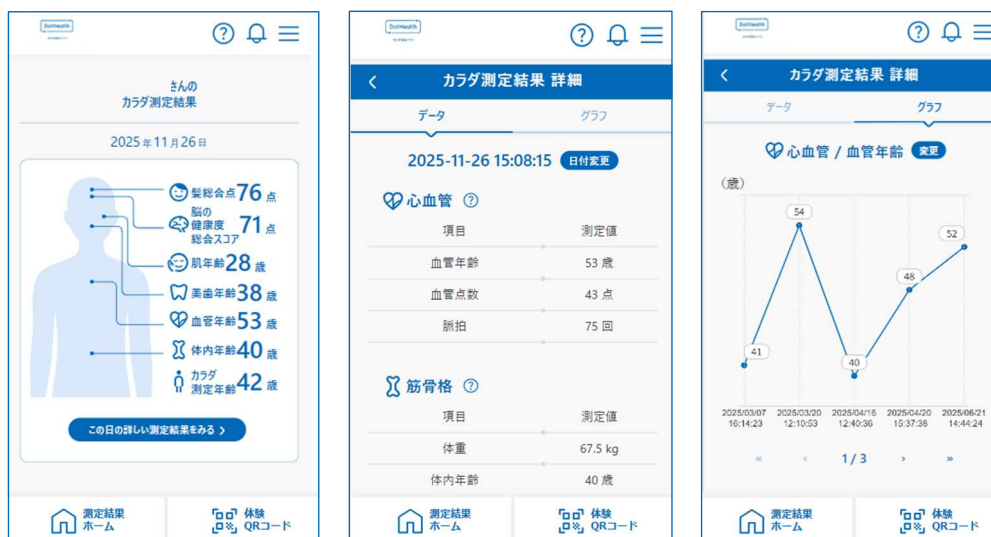 DotHealth
さんの
カラダ測定結果
2025年11月26日
髪総合点76点
脳の
健康度
総合スコア
71点
肌年齢28歳
美歯年齢38歳
血管年齢53歳
体内年齢40歳
カラダ
測定年齢
42歳
この日の詳しい測定結果をみる
測定結果
ホーム
体験
QRコード
DotHealth
カラダ測定結果 詳細
データ グラフ
2025-11-26 15:08:15 日付変更
心血管
項目 測定値
血管年齢 53 歳
血管点数 43 点
脈拍 75 回
筋骨格
項目 測定値
体重 67.5 kg
体内年齢 40 歳
測定結果
ホーム
体験
QRコード
DotHealth
カラダ測定結果 詳細
データ グラフ
心血管 / 血管年齢 変更
(歳)
54
52
48
41
40
2025/03/07 2025/03/20 2025/04/16 2025/04/20 2025/06/21
16:14:23 12:10:53 12:40:36 15:37:38 14:44:24
« ‹ 1 / 3 › »
測定結果
ホーム
体験
QRコード